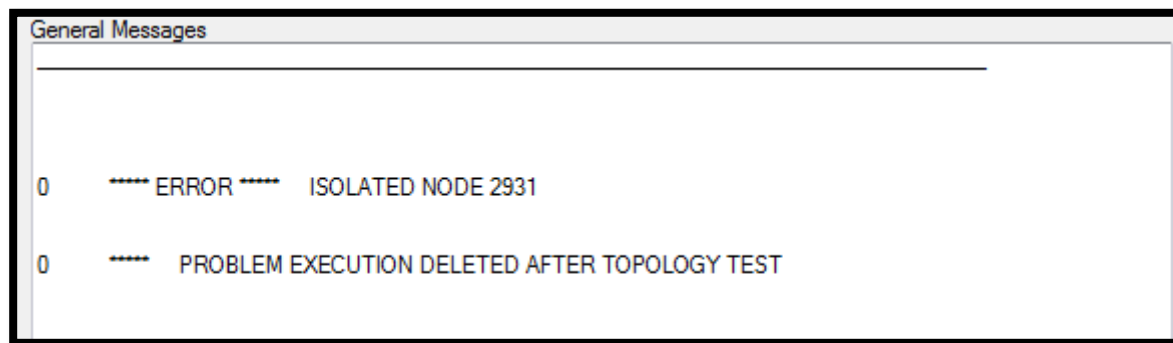 General Messages
0 ***** ERROR ***** ISOLATED NODE 2931
0 ***** PROBLEM EXECUTION DELETED AFTER TOPOLOGY TEST